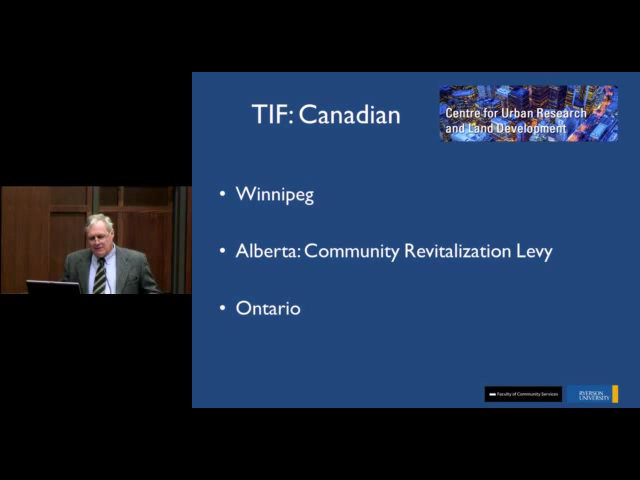 TIF: Canadian
Centre for Urban Research
and Land Development
• Winnipeg
• Alberta: Community Revitalization Levy
• Ontario
Faculty of Community Services
RYERSON
UNIVERSITY